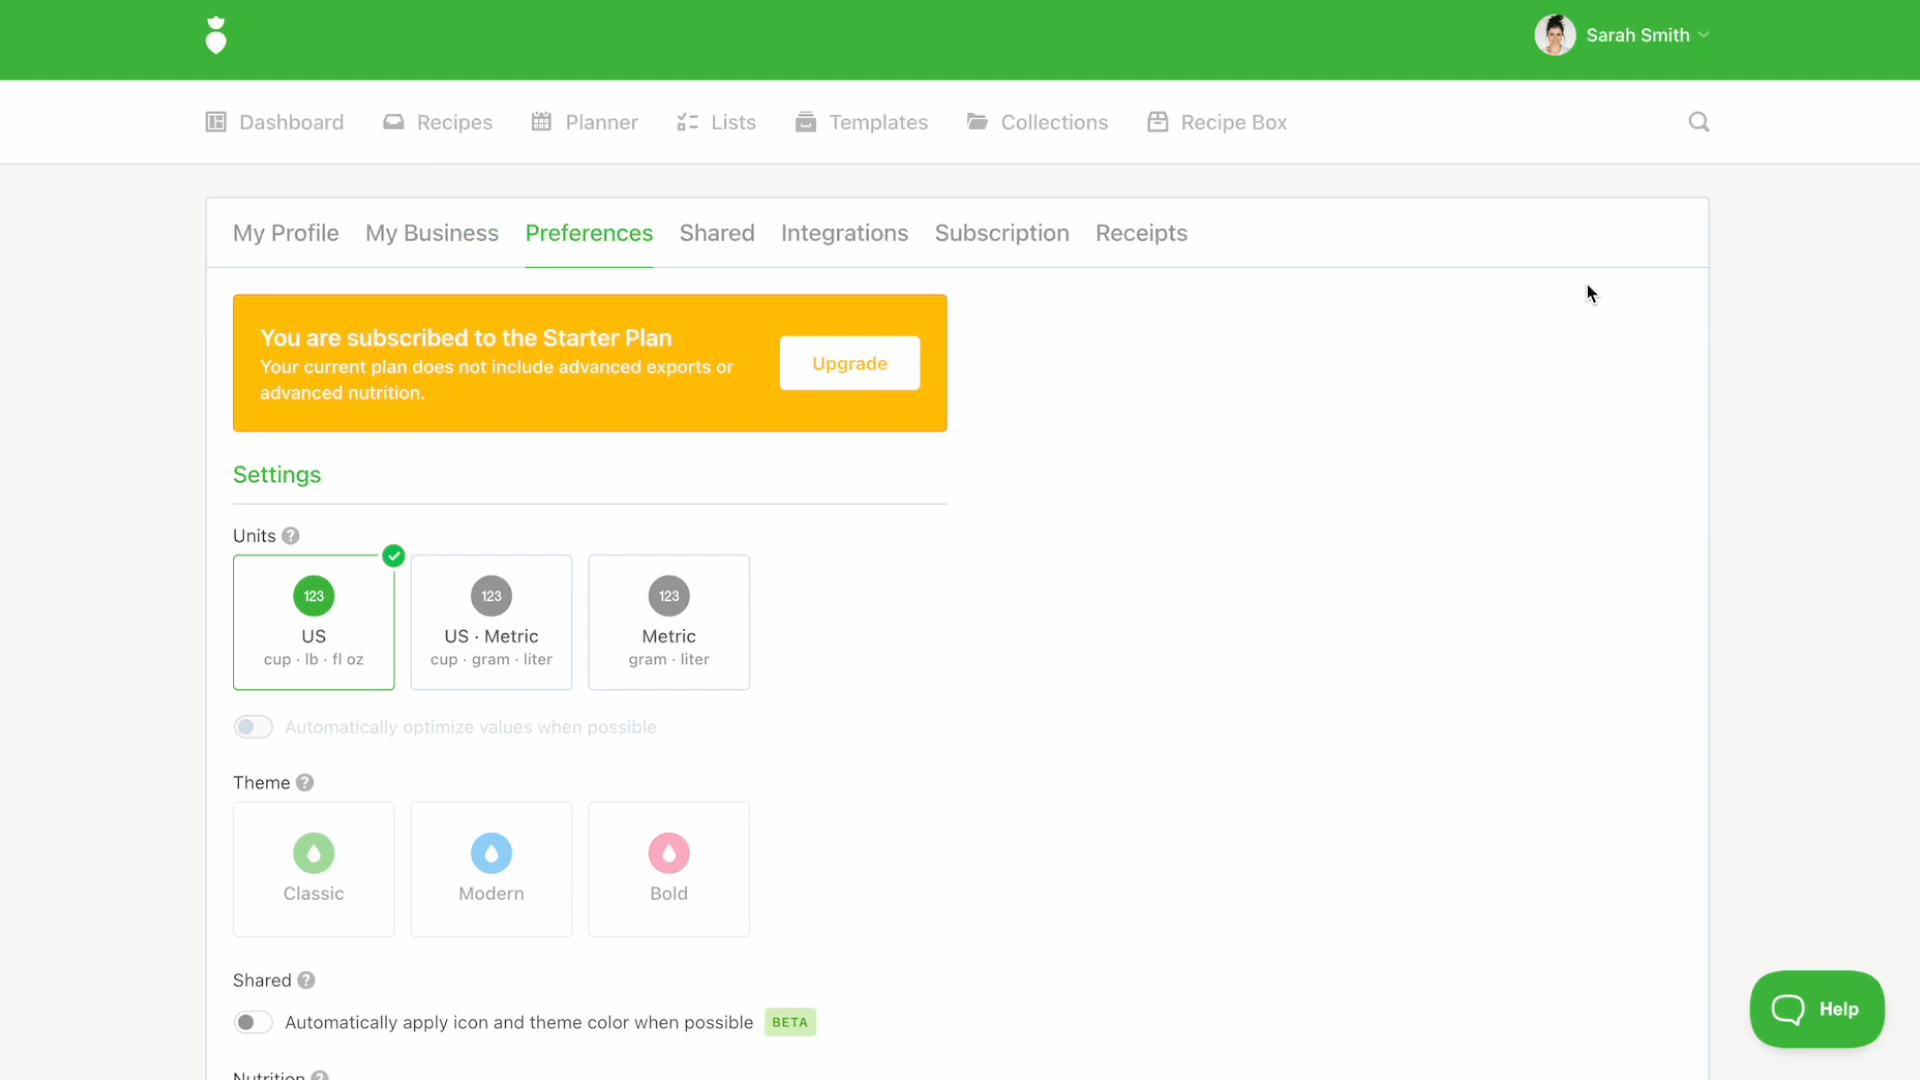 Sarah Smith
Dashboard Recipes Planner Lists Templates Collections Recipe Box
My Profile My Business Preferences Shared Integrations Subscription Receipts
You are subscribed to the Starter Plan
Your current plan does not include advanced exports or
advanced nutrition.
Upgrade
Settings
Units ?
123 123 123
US US · Metric Metric
cup · lb · fl oz cup · gram · liter gram · liter
Automatically optimize values when possible
Theme ?
Classic Modern Bold
Shared ?
Automatically apply icon and theme color when possible BETA
Help
Nutrition ?